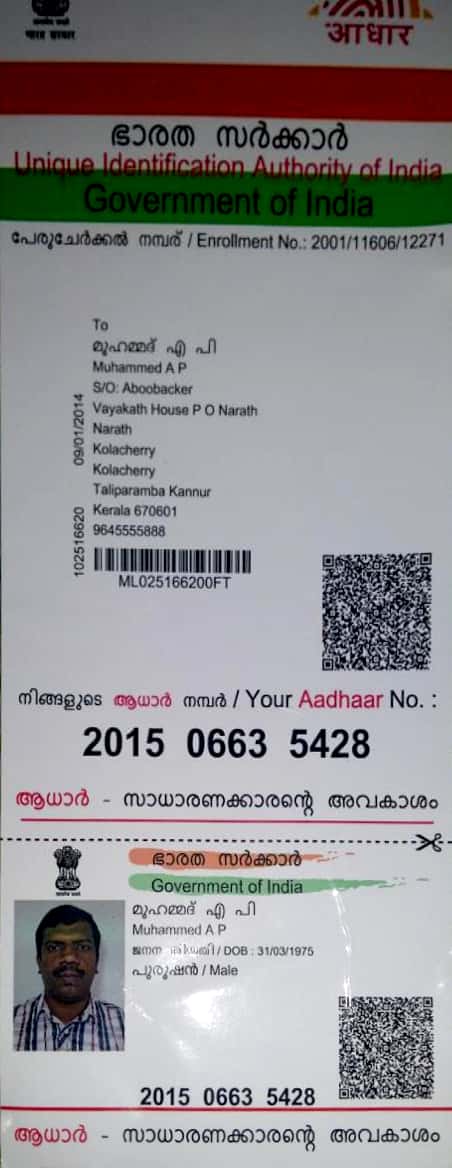 भारत सरकार
आधार
ഭാരത സർക്കാർ
Unique Identification Authority of India
Government of India
പേരുചേർക്കൽ നമ്പര് / Enrollment No.: 2001/11606/12271
To
മുഹമ്മദ് എ പി
Muhammed A P
S/O: Aboobacker
Vayakath House P O Narath
Narath
Kolacherry
Kolacherry
Taliparamba Kannur
Kerala 670601
9645555888
09/01/2014
102516620
ML025166200FT
നിങ്ങളുടെ ആധാർ നമ്പർ / Your Aadhaar No. :
2015 0663 5428
ആധാർ - സാധാരണക്കാരന്റെ അവകാശം
ഭാരത സർക്കാർ
Government of India
മുഹമ്മദ് എ പി
Muhammed A P
ജനന / DOB : 31/03/1975
പുരുഷൻ / Male
2015 0663 5428
ആധാർ - സാധാരണക്കാരന്റെ അവകാശം